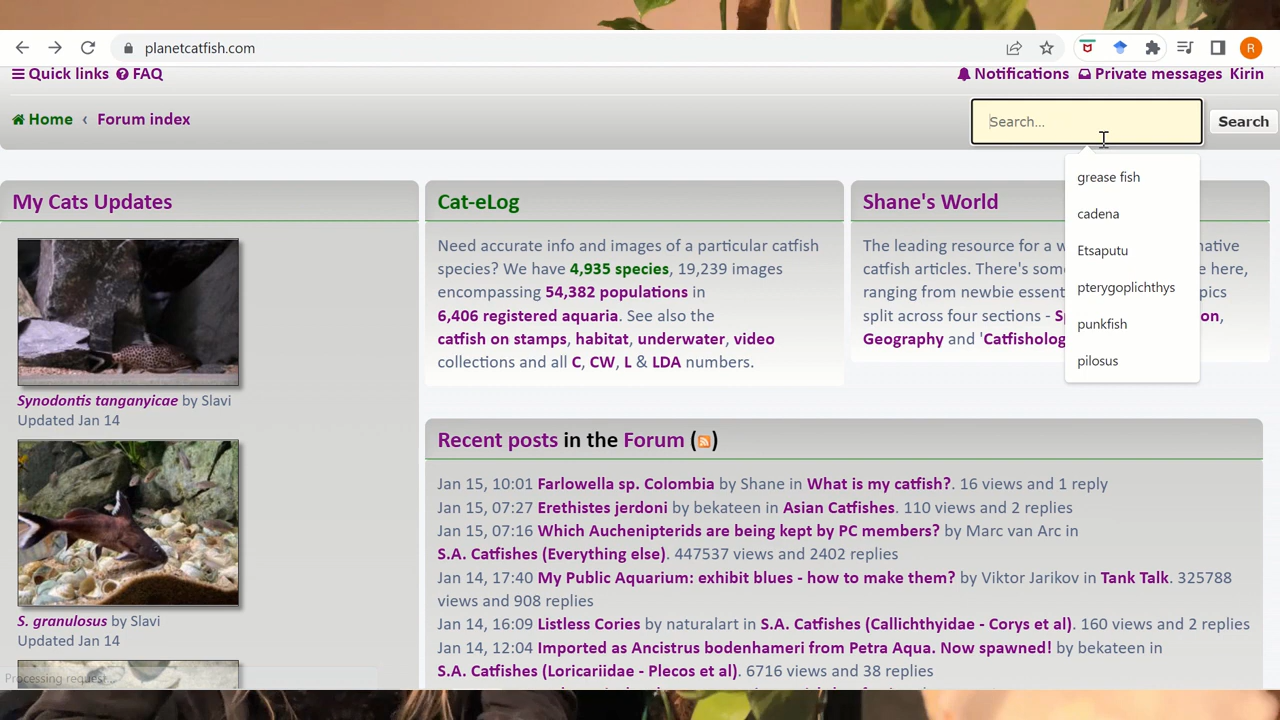 planetcatfish.com
R
Quick links FAQ
Notifications Private messages Kirin
Home ‹ Forum index
Search...
Search
grease fish
cadena
Etsaputu
pterygoplichthys
punkfish
pilosus
My Cats Updates
Synodontis tanganyicae by Slavi
Updated Jan 14
S. granulosus by Slavi
Updated Jan 14
Cat-eLog
Need accurate info and images of a particular catfish
species? We have 4,935 species, 19,239 images
encompassing 54,382 populations in
6,406 registered aquaria. See also the
catfish on stamps, habitat, underwater, video
collections and all C, CW, L & LDA numbers.
Shane's World
The leading resource for a native
catfish articles. There's here,
ranging from newbie pics
split across four sections - on,
Geography and
Recent posts in the Forum ( )
Jan 15, 10:01 Farlowella sp. Colombia by Shane in What is my catfish?. 16 views and 1 reply
Jan 15, 07:27 Erethistes jerdoni by bekateen in Asian Catfishes. 110 views and 2 replies
Jan 15, 07:16 Which Auchenipterids are being kept by PC members? by Marc van Arc in
S.A. Catfishes (Everything else). 447537 views and 2402 replies
Jan 14, 17:40 My Public Aquarium: exhibit blues - how to make them? by Viktor Jarikov in Tank Talk. 325788
views and 908 replies
Jan 14, 16:09 Listless Cories by naturalart in S.A. Catfishes (Callichthyidae - Corys et al). 160 views and 2 replies
Jan 14, 12:04 Imported as Ancistrus bodenhameri from Petra Aqua. Now spawned! by bekateen in
S.A. Catfishes (Loricariidae - Plecos et al). 6716 views and 38 replies
Processing request...